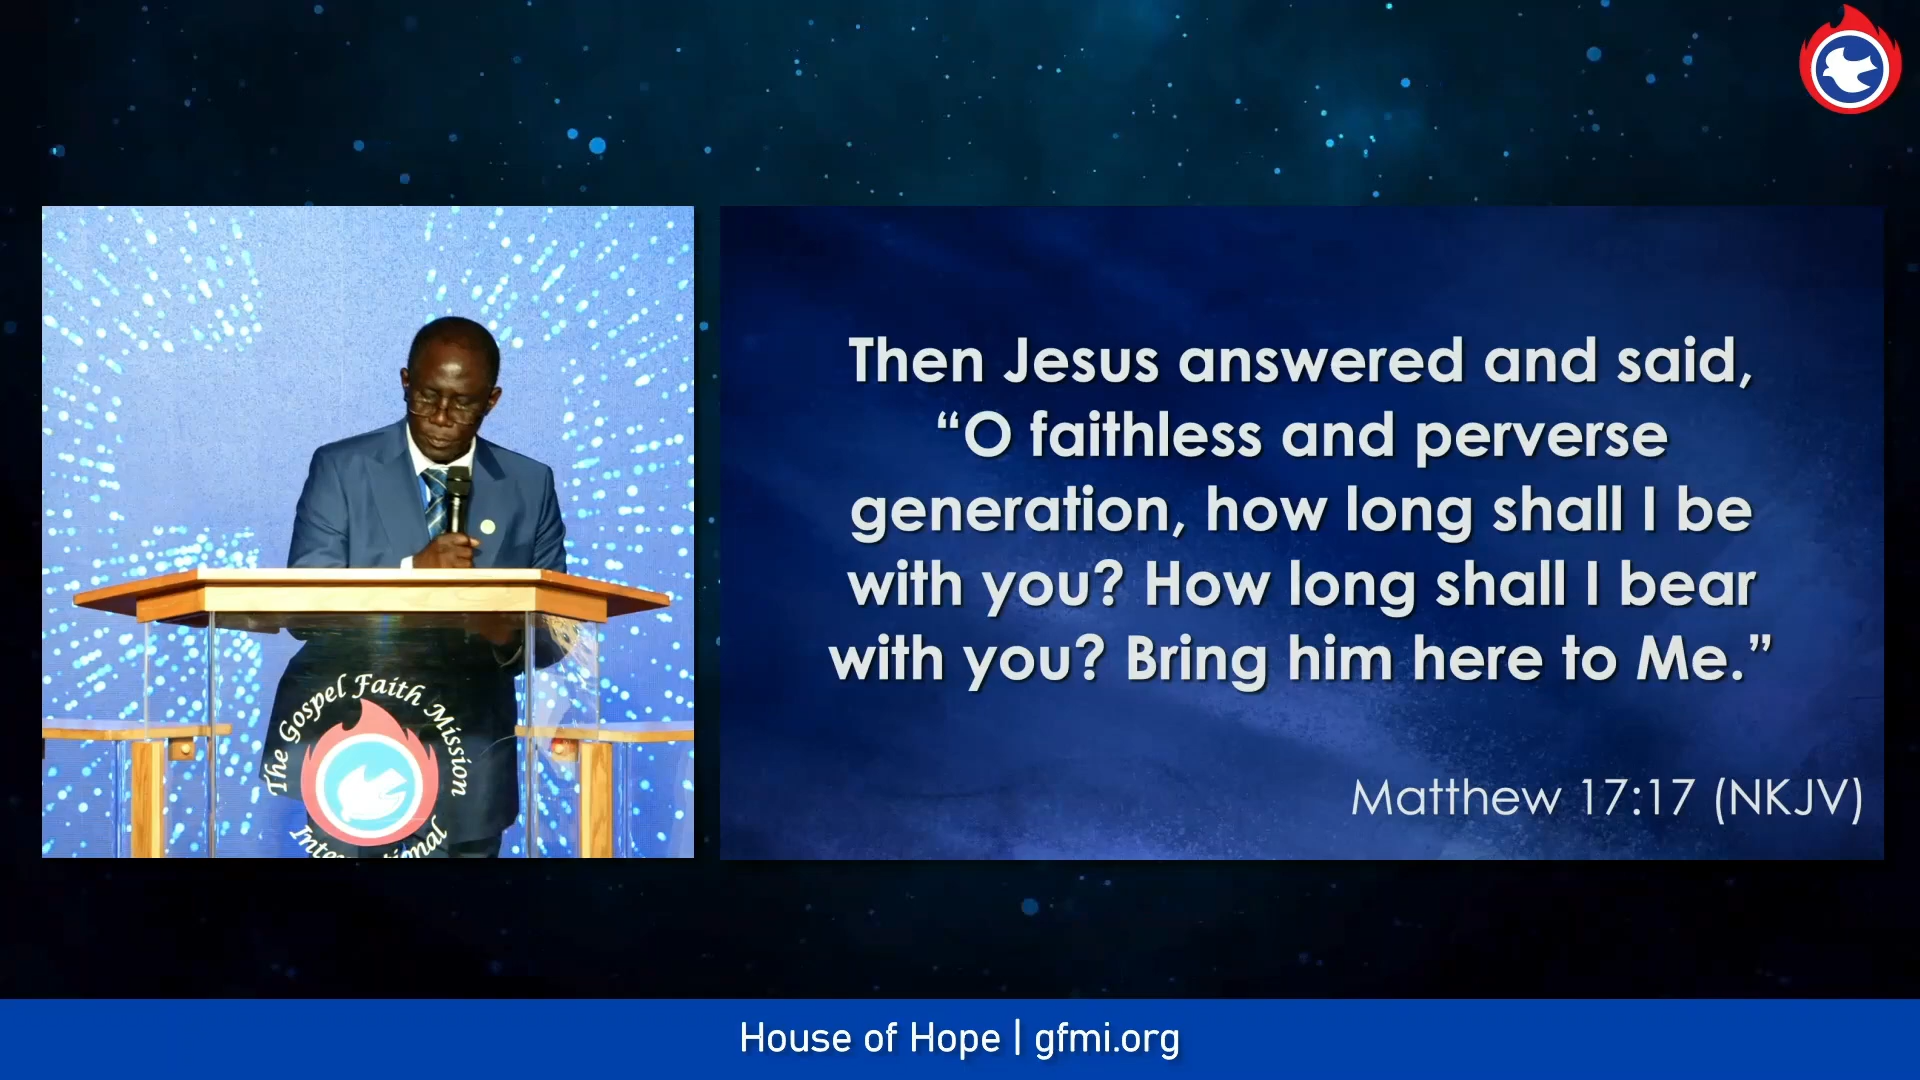 Then Jesus answered and said,
“O faithless and perverse
generation, how long shall I be
with you? How long shall I bear
with you? Bring him here to Me.”
Matthew 17:17 (NKJV)
The Gospel Faith Mission
House of Hope | gfmi.org